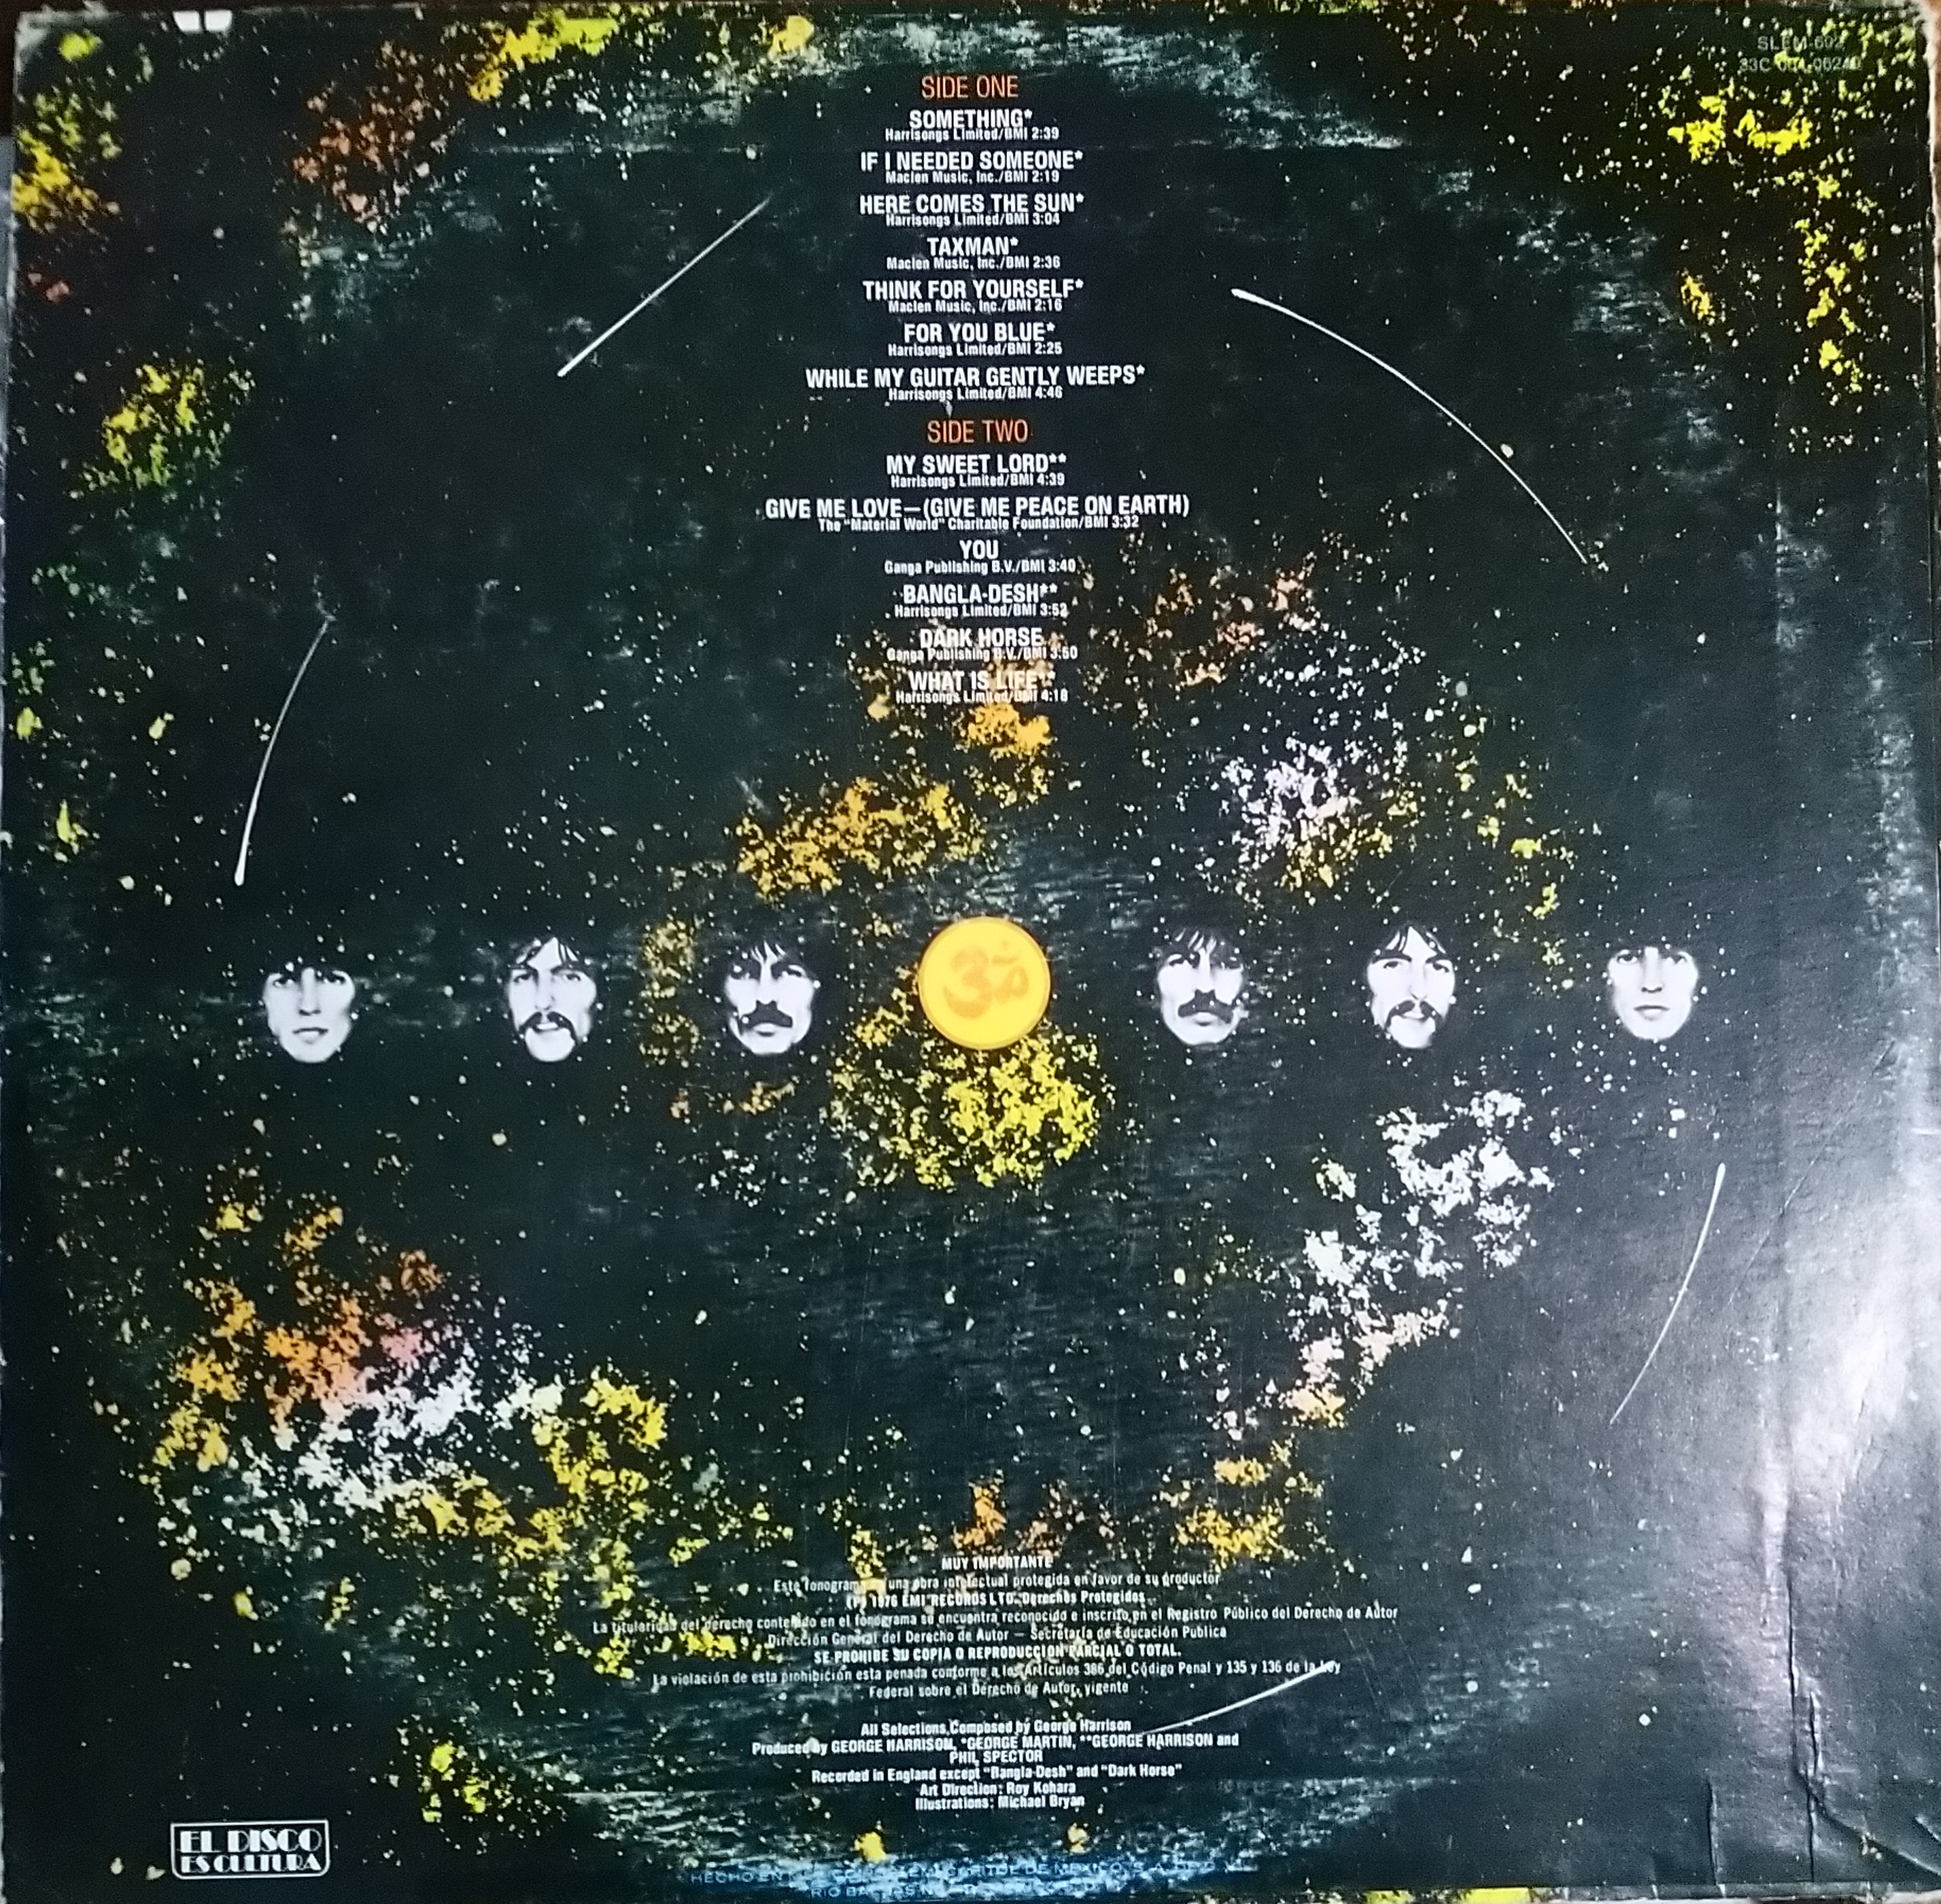 SLEM-692
33C 064 06249
SIDE ONE
SOMETHING*
Harrisongs Limited/BMI 2:39
IF I NEEDED SOMEONE*
Maclen Music, Inc./BMI 2:19
HERE COMES THE SUN*
Harrisongs Limited/BMI 3:04
TAXMAN*
Maclen Music, Inc./BMI 2:36
THINK FOR YOURSELF*
Maclen Music, Inc./BMI 2:16
FOR YOU BLUE*
Harrisongs Limited/BMI 2:25
WHILE MY GUITAR GENTLY WEEPS*
Harrisongs Limited/BMI 4:46
SIDE TWO
MY SWEET LORD**
Harrisongs Limited/BMI 4:39
GIVE ME LOVE—(GIVE ME PEACE ON EARTH)
The "Material World" Charitable Foundation/BMI 3:32
YOU
Ganga Publishing B.V./BMI 3:40
BANGLA-DESH**
Harrisongs Limited/BMI 3:52
DARK HORSE
Ganga Publishing B.V./BMI 3:50
WHAT IS LIFE**
Harrisongs Limited/BMI 4:18
ॐ
MUY IMPORTANTE
Este fonograma es una obra intelectual protegida en favor de su productor
(P) 1976 EMI RECORDS LTD. Derechos Protegidos
La titularidad del derecho contenido en el fonograma se encuentra reconocido e inscrito en el Registro Público del Derecho de Autor
Dirección General del Derecho de Autor — Secretaría de Educación Publica
SE PROHIBE SU COPIA O REPRODUCCION PARCIAL O TOTAL.
La violación de esta prohibición esta penada conforme a los Artículos 386 del Código Penal y 135 y 136 de la Ley
Federal sobre el Derecho de Autor, vigente
All Selections Composed by George Harrison
Produced by GEORGE HARRISON, *GEORGE MARTIN, **GEORGE HARRISON and
PHIL SPECTOR
Recorded in England except "Bangla-Desh" and "Dark Horse"
Art Direction: Roy Kohara
Illustrations: Michael Bryan
EL DISCO
ES CULTURA
HECHO EN CAPITOL DE MEXICO, S. A. DE C. V.
RIO